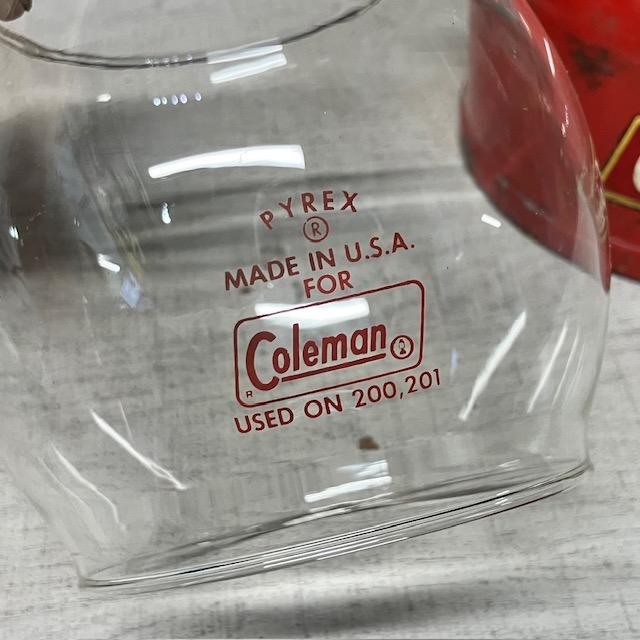 PYREX
®
MADE IN U.S.A.
FOR
Coleman
R
USED ON 200,201